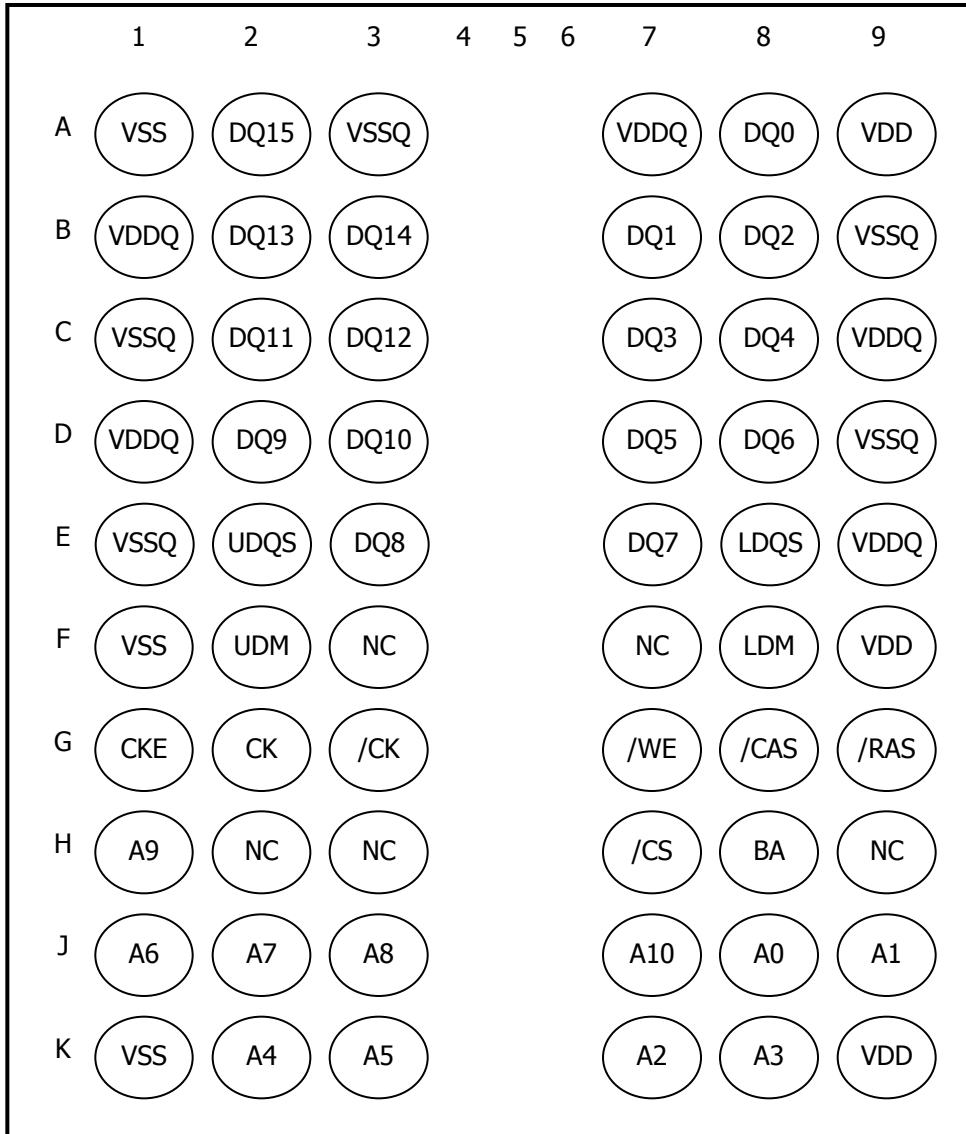 1 2 3 4 5 6 7 8 9
A VSS DQ15 VSSQ VDDQ DQ0 VDD
B VDDQ DQ13 DQ14 DQ1 DQ2 VSSQ
C VSSQ DQ11 DQ12 DQ3 DQ4 VDDQ
D VDDQ DQ9 DQ10 DQ5 DQ6 VSSQ
E VSSQ UDQS DQ8 DQ7 LDQS VDDQ
F VSS UDM NC NC LDM VDD
G CKE CK /CK /WE /CAS /RAS
H A9 NC NC /CS BA NC
J A6 A7 A8 A10 A0 A1
K VSS A4 A5 A2 A3 VDD